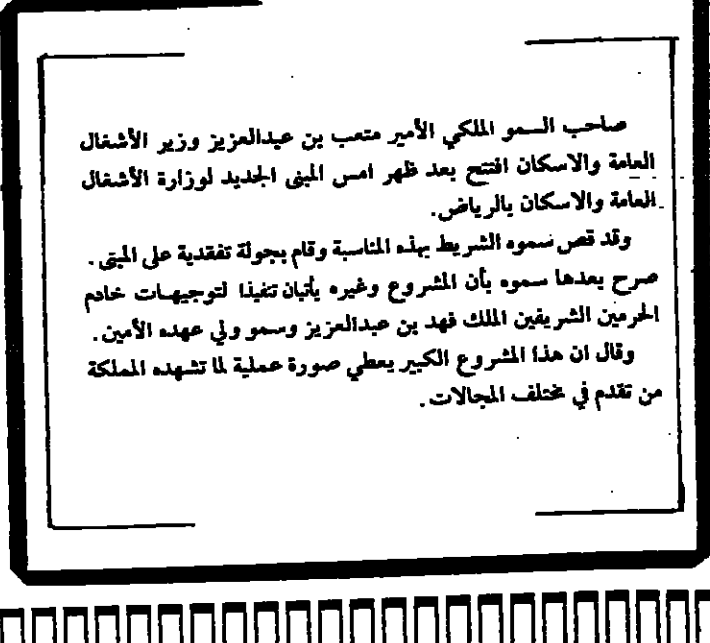 صاحب السمو الملكي الأمير متعب بن عبدالعزيز وزير الأشغال
العامة والاسكان افتتح بعد ظهر امس المبنى الجديد لوزارة الأشغال
العامة والاسكان بالرياض.
وقد قص سموه الشريط بهذه المناسبة وقام بجولة تفقدية على المبنى.
صرح بعدها سموه بأن المشروع وغيره يأتيان تنفيذا لتوجيهات خادم
الحرمين الشريفين الملك فهد بن عبدالعزيز وسمو ولي عهده الأمين.
وقال ان هذا المشروع الكبير يعطي صورة عملية لما تشهده المملكة
من تقدم في مختلف المجالات.